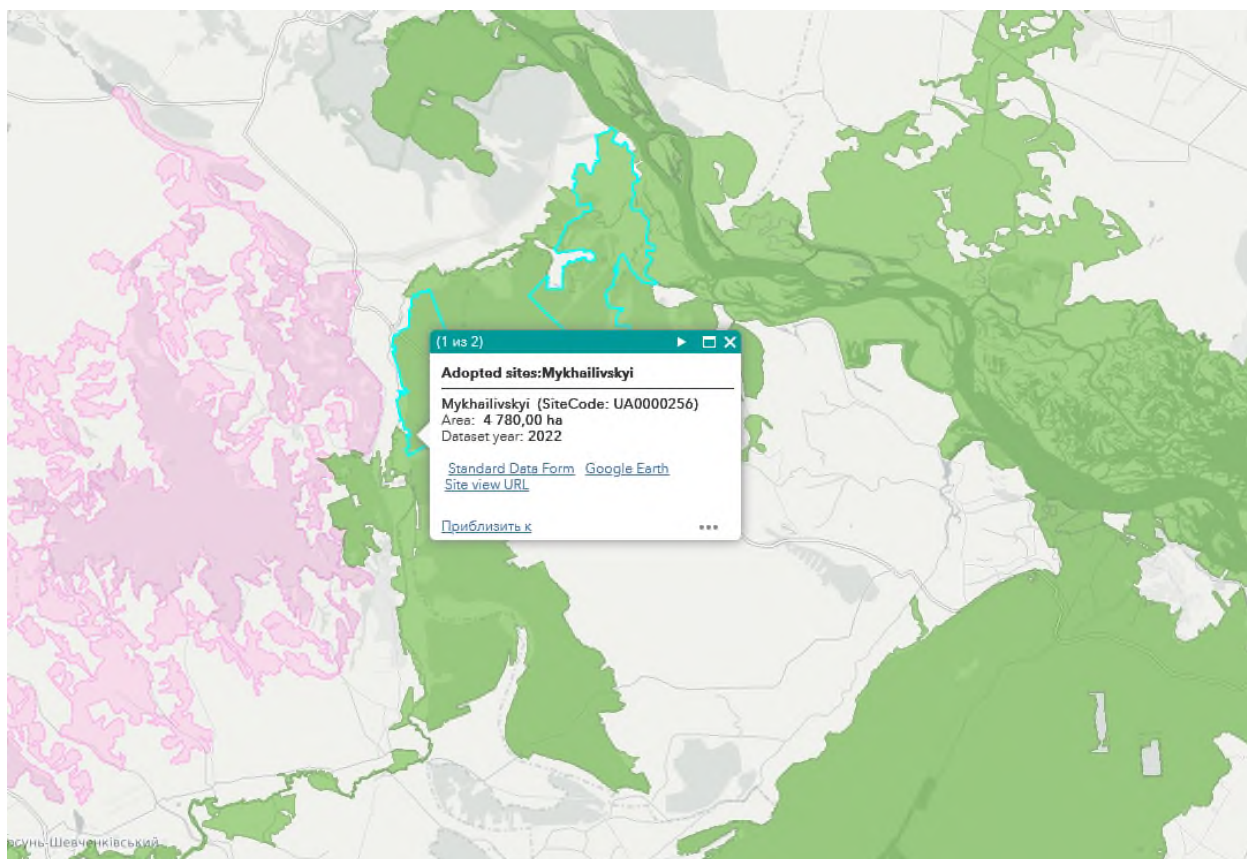 (1 из 2)
Adopted sites:Mykhailivskyi
Mykhailivskyi (SiteCode: UA0000256)
Area: 4 780,00 ha
Dataset year: 2022
Standard Data Form Google Earth
Site view URL
Приблизить к
рсунь-Шевченківський